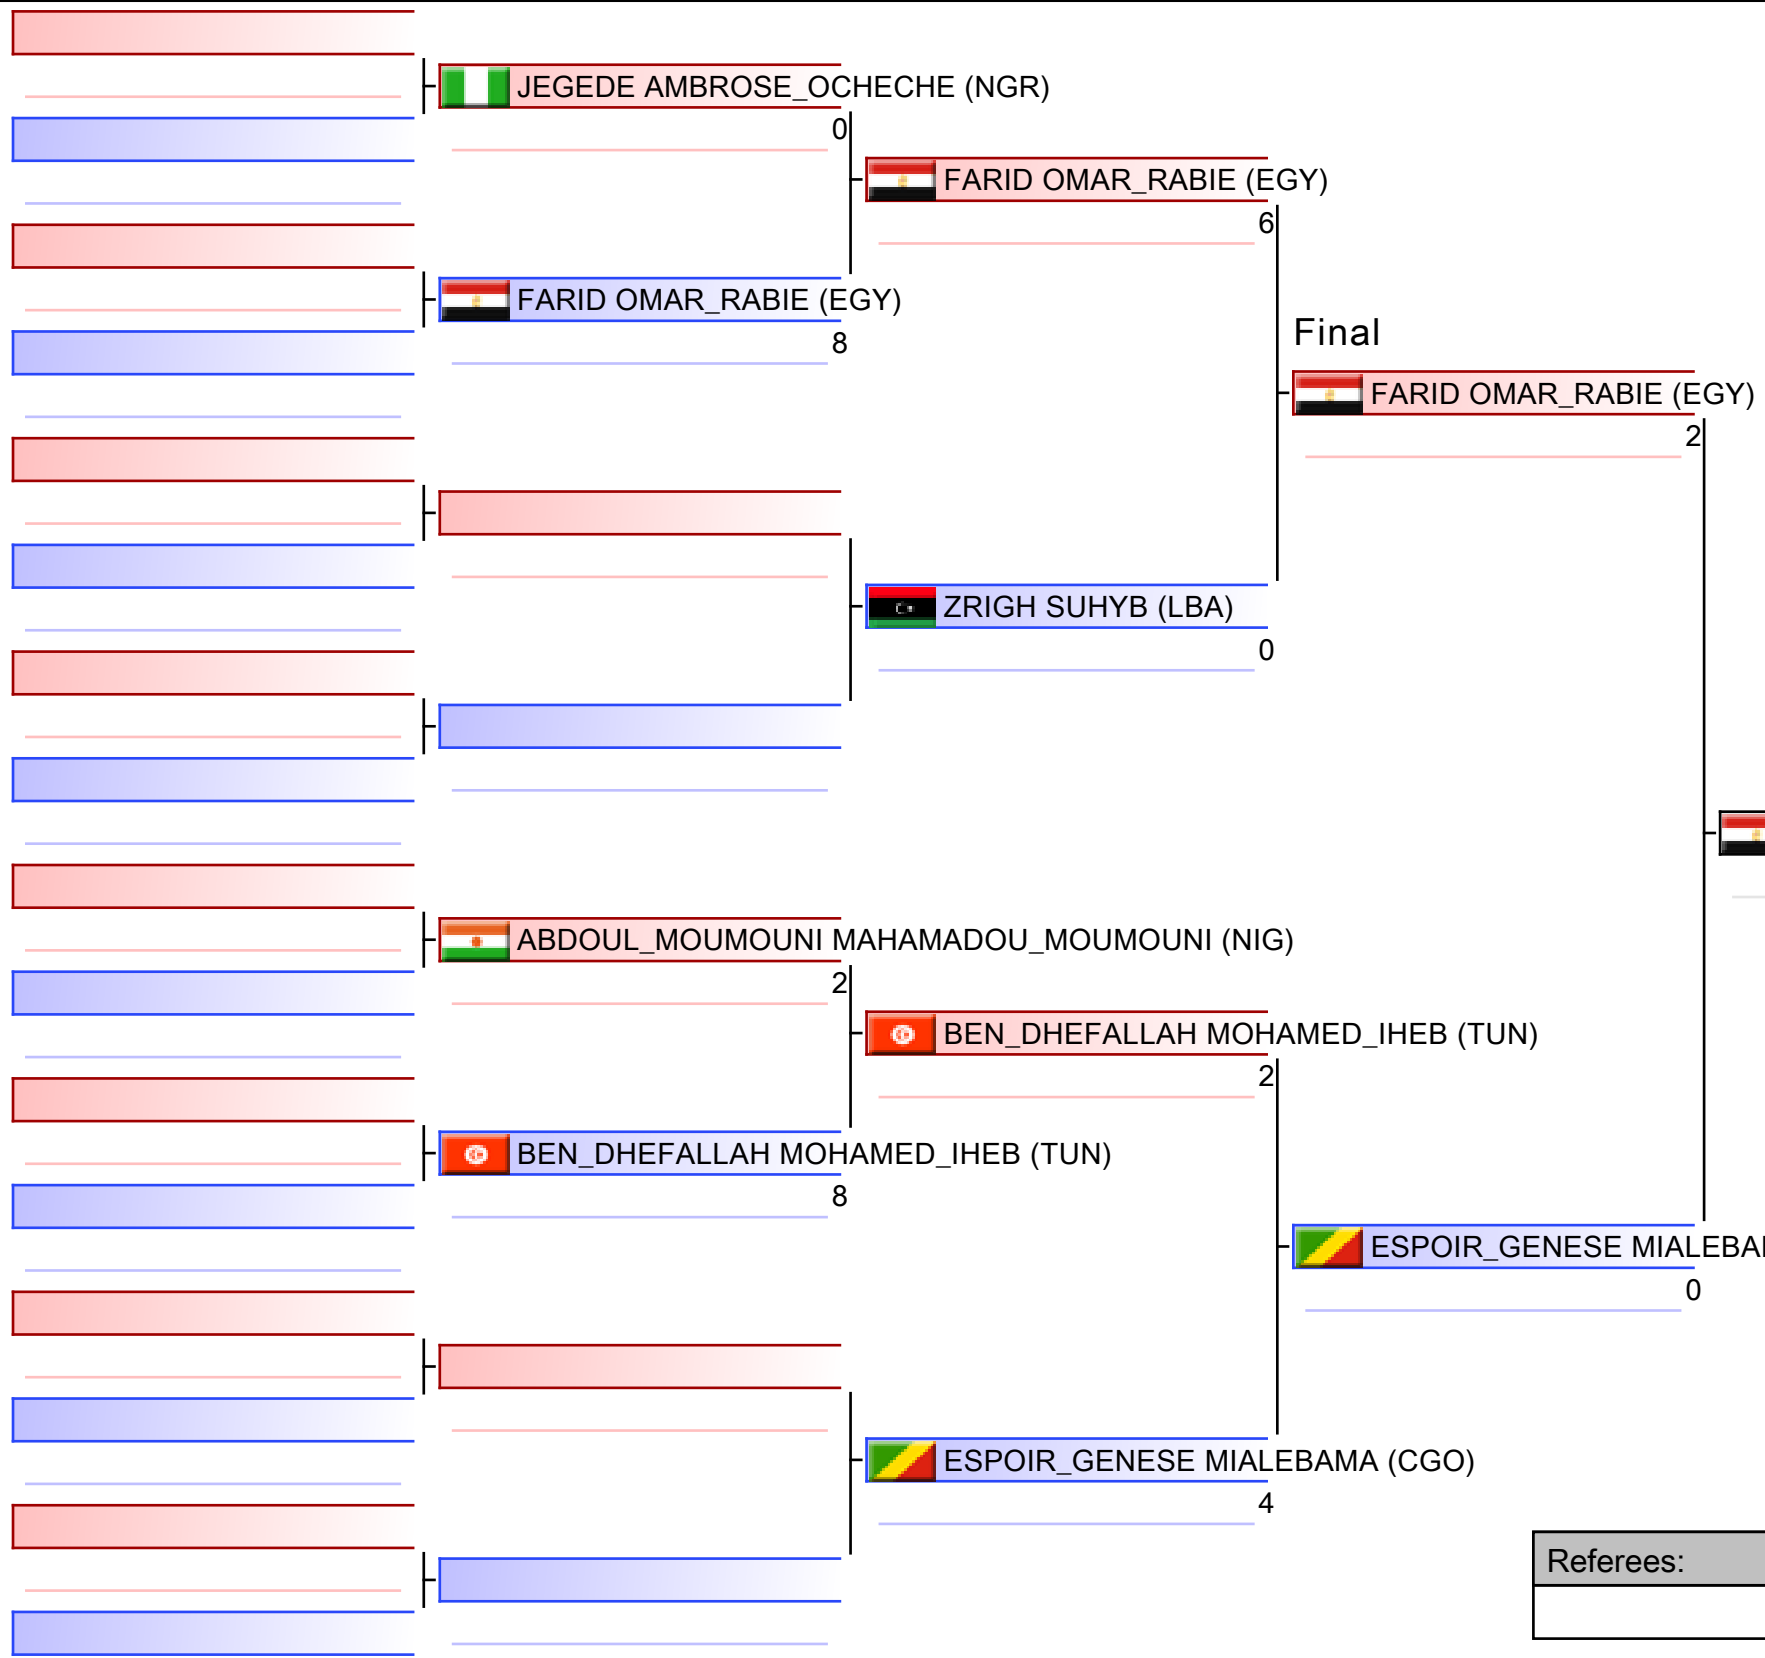 JEGEDE AMBROSE_OCHECHE (NGR)
0
FARID OMAR_RABIE (EGY)
6
FARID OMAR_RABIE (EGY)
8
Final
FARID OMAR_RABIE (EGY)
2
ZRIGH SUHYB (LBA)
0
ABDOUL_MOUMOUNI MAHAMADOU_MOUMOUNI (NIG)
2
BEN_DHEFALLAH MOHAMED_IHEB (TUN)
2
BEN_DHEFALLAH MOHAMED_IHEB (TUN)
8
ESPOIR_GENESE
0
ESPOIR_GENESE MIALEBAMA (CGO)
4
Referees: